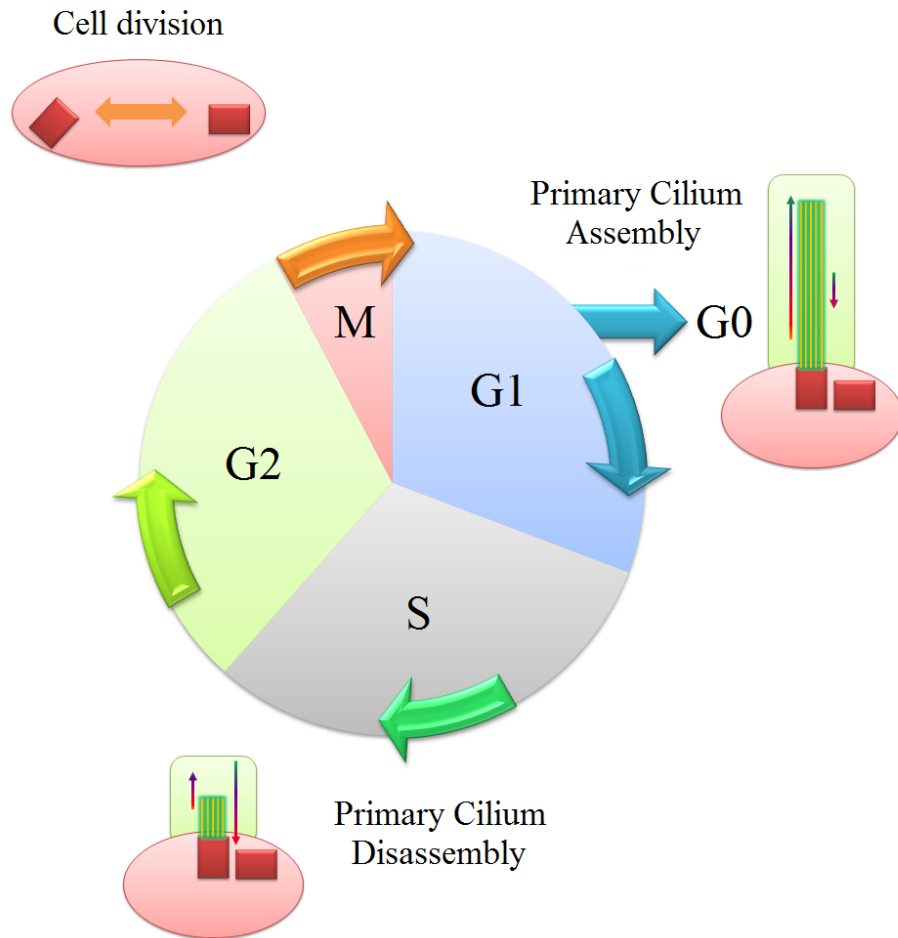 Cell division
Primary Cilium
Assembly
M
G1
G0
G2
S
Primary Cilium
Disassembly